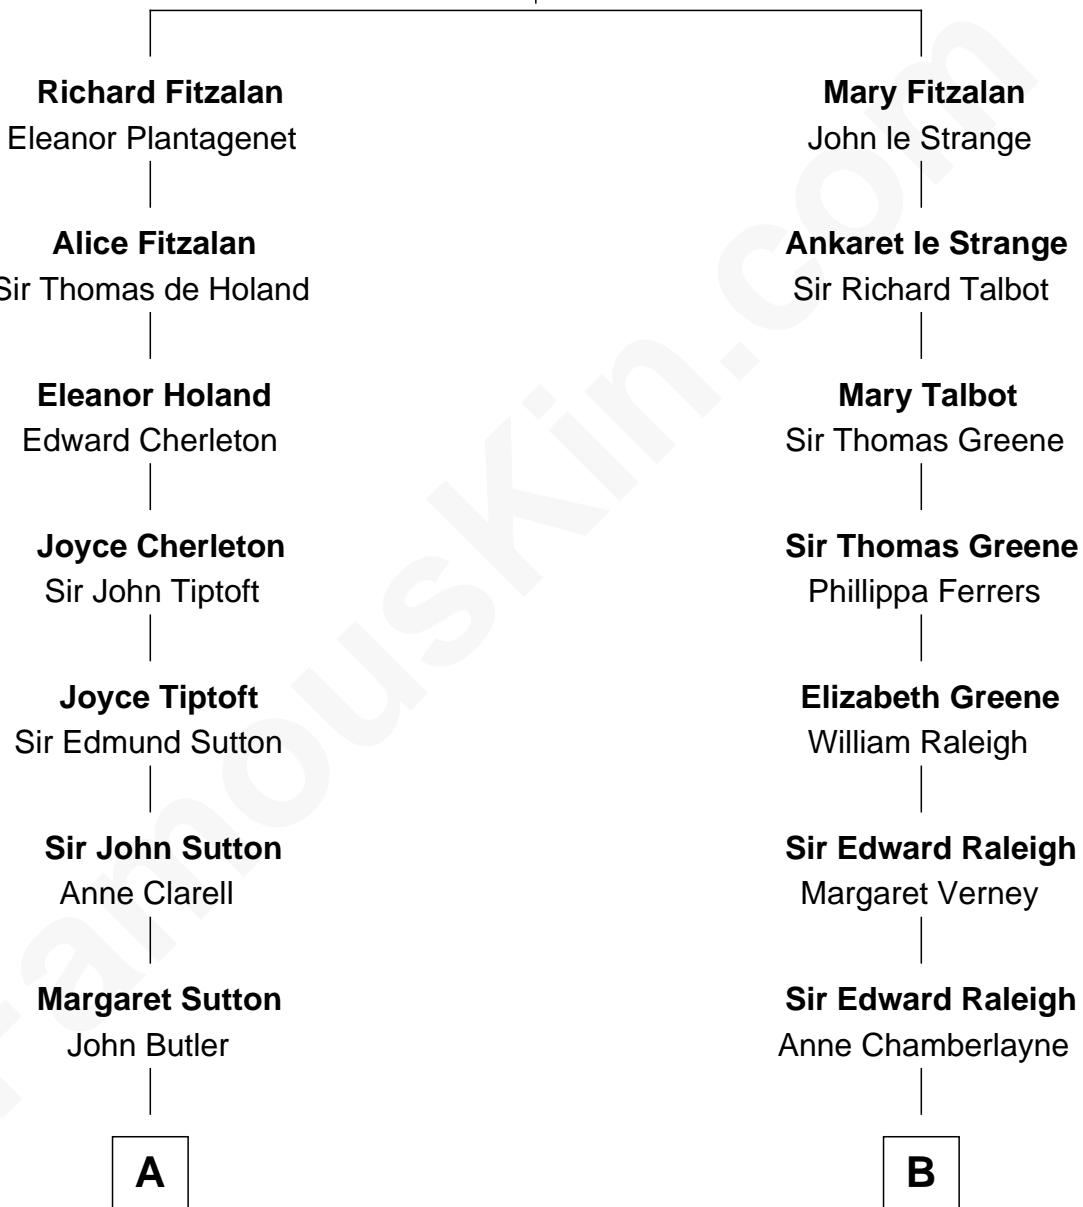 Richard Fitzalan
Eleanor Plantagenet
Alice Fitzalan
Sir Thomas de Holand
Eleanor Holand
Edward Cherleton
Joyce Cherleton
Sir John Tiptoft
Joyce Tiptoft
Sir Edmund Sutton
Sir John Sutton
Anne Clarell
Margaret Sutton
John Butler
A
Mary Fitzalan
John le Strange
Ankaret le Strange
Sir Richard Talbot
Mary Talbot
Sir Thomas Greene
Sir Thomas Greene
Phillippa Ferrers
Elizabeth Greene
William Raleigh
Sir Edward Raleigh
Margaret Verney
Sir Edward Raleigh
Anne Chamberlayne
B
FamousKin.com